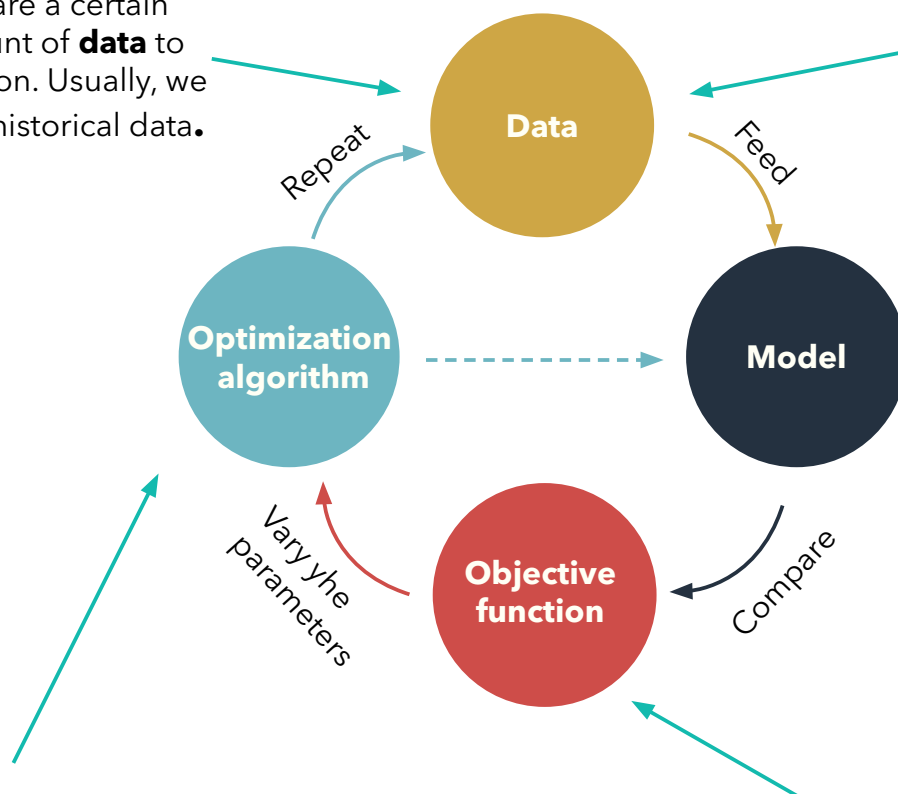 are a certain
unt of data to
on. Usually, we
historical data.
Data
Repeat
Feed
Optimization
algorithm
Model
Vary yhe
parameters
Objective
function
Compare